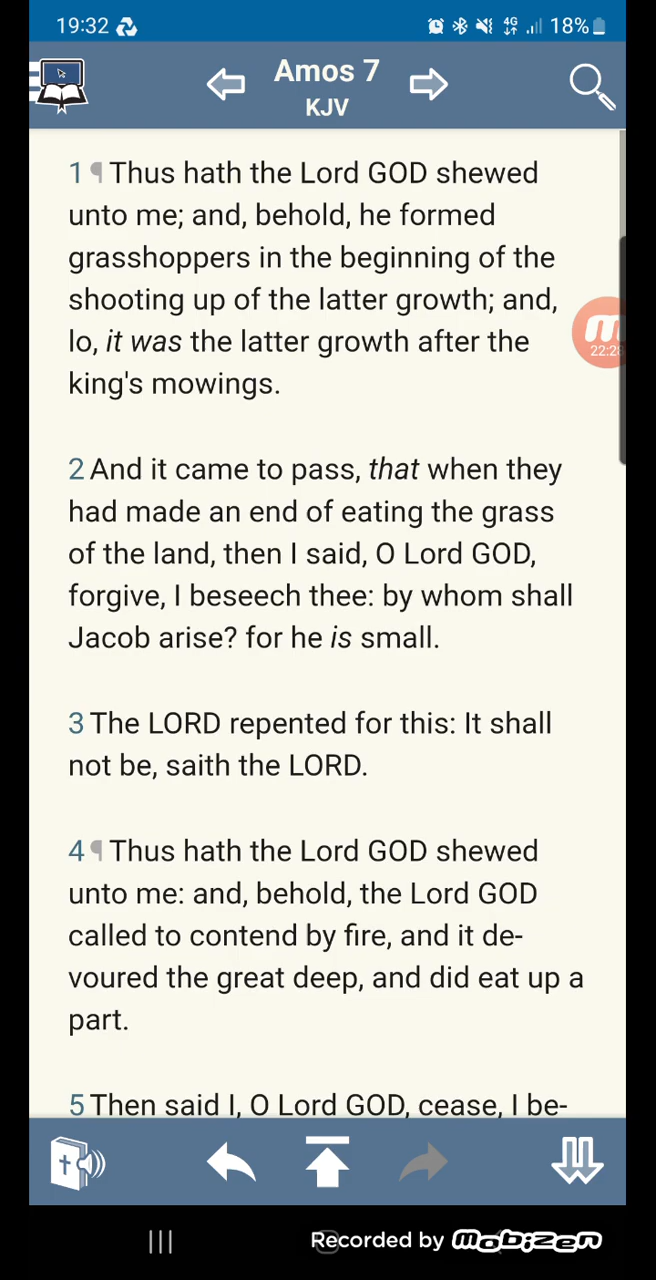 19:32 4G 18%
Amos 7
KJV
1 ¶ Thus hath the Lord GOD shewed
unto me; and, behold, he formed
grasshoppers in the beginning of the
shooting up of the latter growth; and,
lo, it was the latter growth after the
king's mowings.
22:28
2 And it came to pass, that when they
had made an end of eating the grass
of the land, then I said, O Lord GOD,
forgive, I beseech thee: by whom shall
Jacob arise? for he is small.
3 The LORD repented for this: It shall
not be, saith the LORD.
4 ¶ Thus hath the Lord GOD shewed
unto me: and, behold, the Lord GOD
called to contend by fire, and it de-
voured the great deep, and did eat up a
part.
5 Then said I, O Lord GOD, cease, I be-
Recorded by mobizen